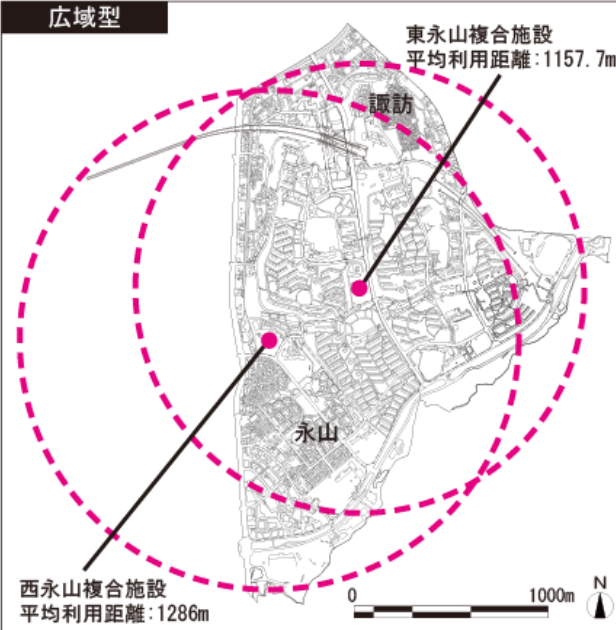 広域型
東永山複合施設
平均利用距離:1157.7m
諏訪
永山
西永山複合施設
平均利用距離:1286m
0 1000m
N